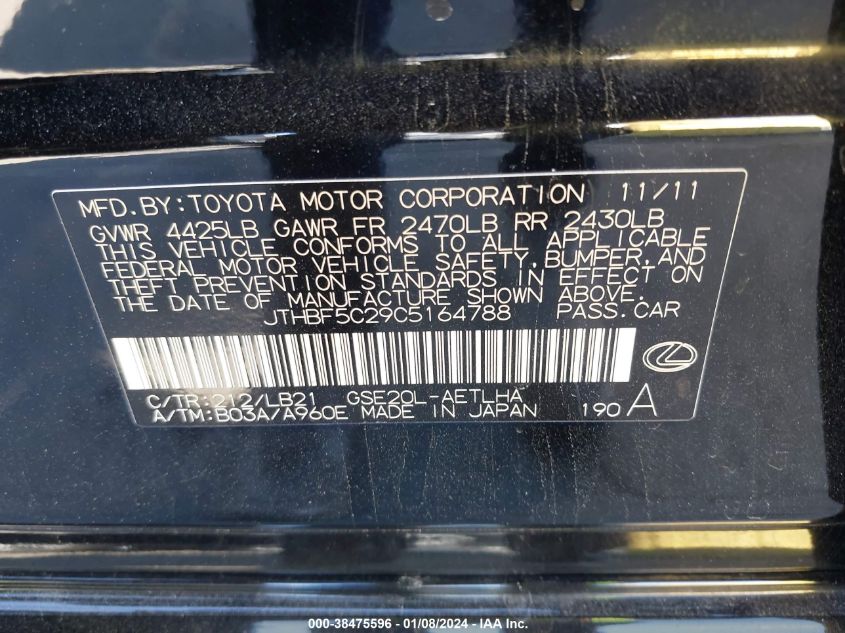 MFD. BY: TOYOTA MOTOR CORPORATION 11/11
GVWR 4425LB GAWR FR 2470LB RR 2430LB
THIS VEHICLE CONFORMS TO ALL APPLICABLE
FEDERAL MOTOR VEHICLE SAFETY, BUMPER, AND
THEFT PREVENTION STANDARDS IN EFFECT ON
THE DATE OF MANUFACTURE SHOWN ABOVE.
JTHBF5C29C5164788 PASS. CAR
C/TR: 212/LB21 GSE20L-AETLHA
A/TM: B03A/A960E MADE IN JAPAN 190 A
000-38475596 - 01/08/2024 - IAA Inc.